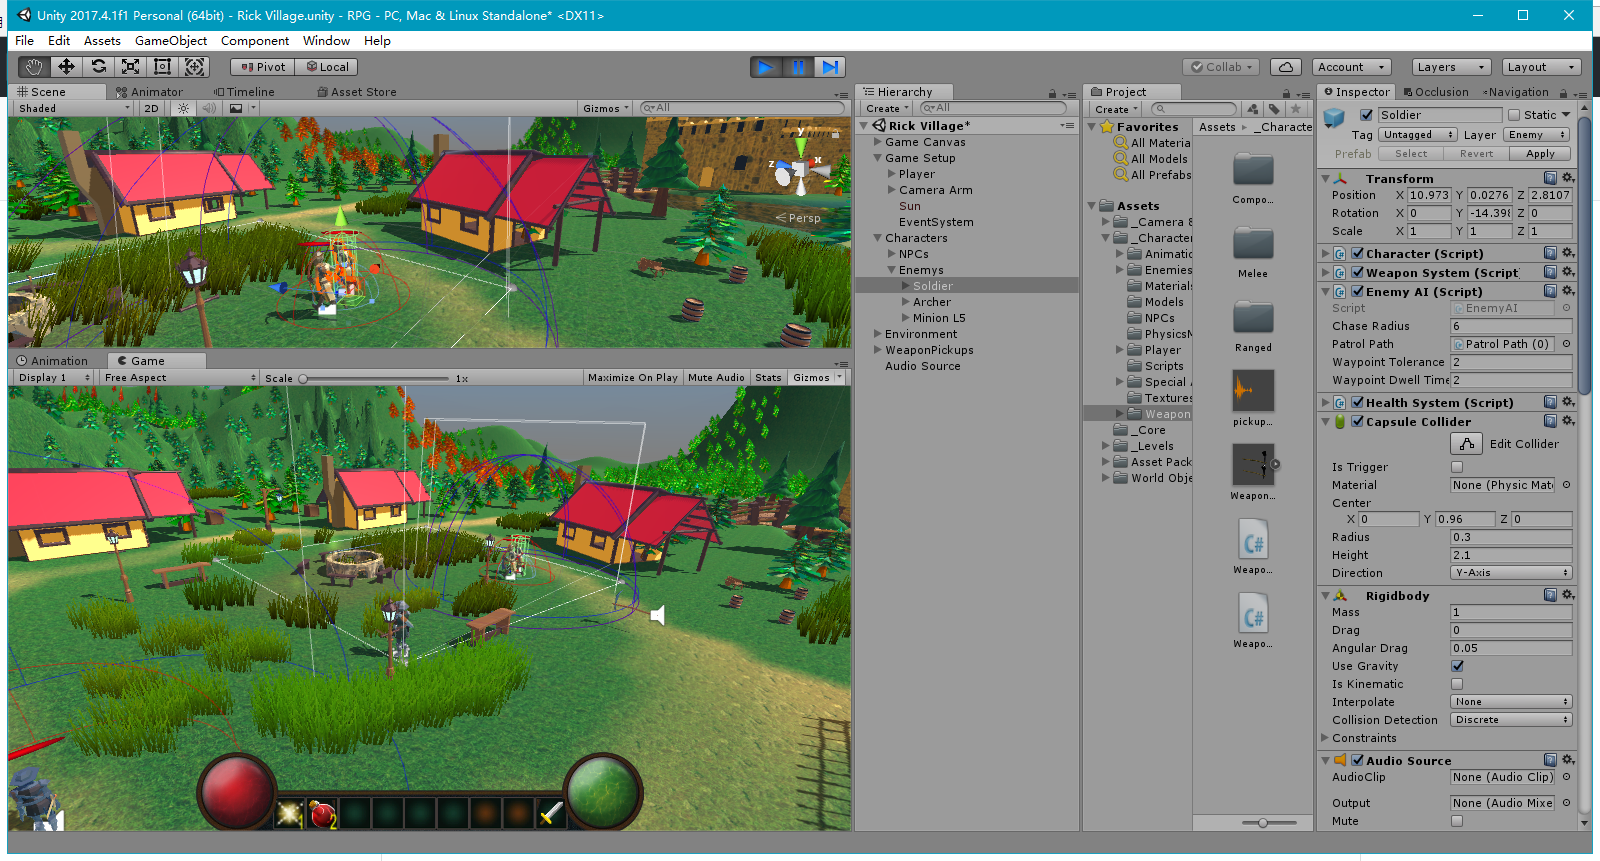 Unity 2017.4.1f1 Personal (64bit) - Rick Village.unity - RPG - PC, Mac & Linux Standalone* <DX11>
File Edit Assets GameObject Component Window Help
Pivot Local Collab Account Layers Layout
Scene Animator Timeline Asset Store
Shaded 2D Gizmos All
y
z x
Persp
Animation Game
Display 1 Free Aspect Scale 1x Maximize On Play Mute Audio Stats Gizmos
2
Hierarchy
Create All
Rick Village*
Game Canvas
Game Setup
Player
Camera Arm
Sun
EventSystem
Characters
NPCs
Enemys
Soldier
Archer
Minion L5
Environment
WeaponPickups
Audio Source
Project
Create
Favorites
All Materia
All Models
All Prefabs
Assets
_Camera &
_Character
Animatic
Enemies
Materials
Models
NPCs
PhysicsM
Player
Scripts
Special
Textures
Weapon
_Core
_Levels
Asset Pack
World Obje
Assets _Characte
Compo...
Melee
Ranged
pickup...
Weapon...
C#
Weapo...
C#
Weapo...
Inspector Occlusion Navigation
Soldier Static
Tag Untagged Layer Enemy
Prefab Select Revert Apply
Transform
Position X 10.973 Y 0.0276 Z 2.8107
Rotation X 0 Y -14.398 Z 0
Scale X 1 Y 1 Z 1
Character (Script)
Weapon System (Script)
Enemy AI (Script)
Script EnemyAI
Chase Radius 6
Patrol Path Patrol Path (0)
Waypoint Tolerance 2
Waypoint Dwell Time 2
Health System (Script)
Capsule Collider
Edit Collider
Is Trigger
Material None (Physic Mate
Center
X 0 Y 0.96 Z 0
Radius 0.3
Height 2.1
Direction Y-Axis
Rigidbody
Mass 1
Drag 0
Angular Drag 0.05
Use Gravity
Is Kinematic
Interpolate None
Collision Detection Discrete
Constraints
Audio Source
AudioClip None (Audio Clip)
Output None (Audio Mixe
Mute